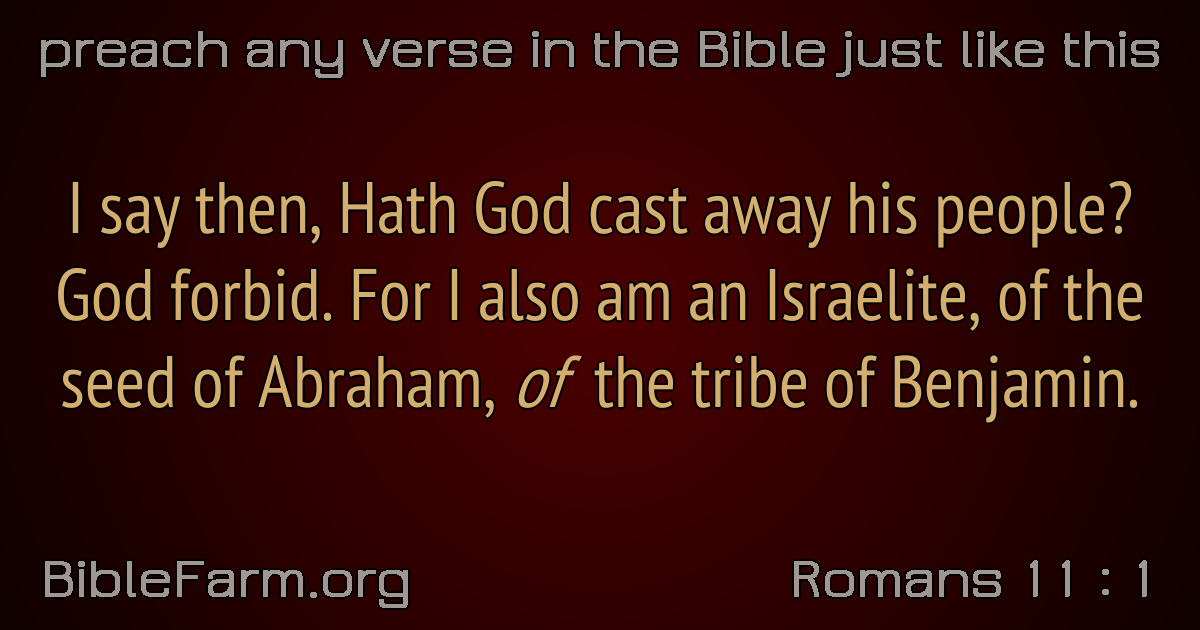 preach any verse in the Bible just like this
I say then, Hath God cast away his people?
God forbid. For I also am an Israelite, of the
seed of Abraham, of the tribe of Benjamin.
BibleFarm.org
Romans 11 : 1